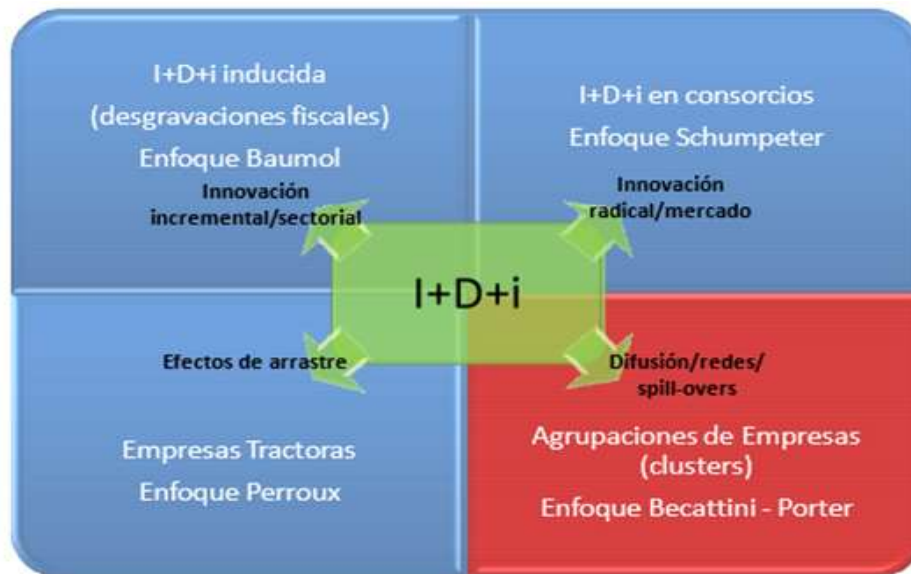 I+D+i inducida
(desgravaciones fiscales)
Enfoque Baumol
Innovación
incremental/sectorial
I+D+i en consorcios
Enfoque Schumpeter
Innovación
radical/mercado
I+D+i
Efectos de arrastre
Empresas Tractoras
Enfoque Perroux
Difusión/redes/
spill-overs
Agrupaciones de Empresas
(clusters)
Enfoque Becattini - Porter